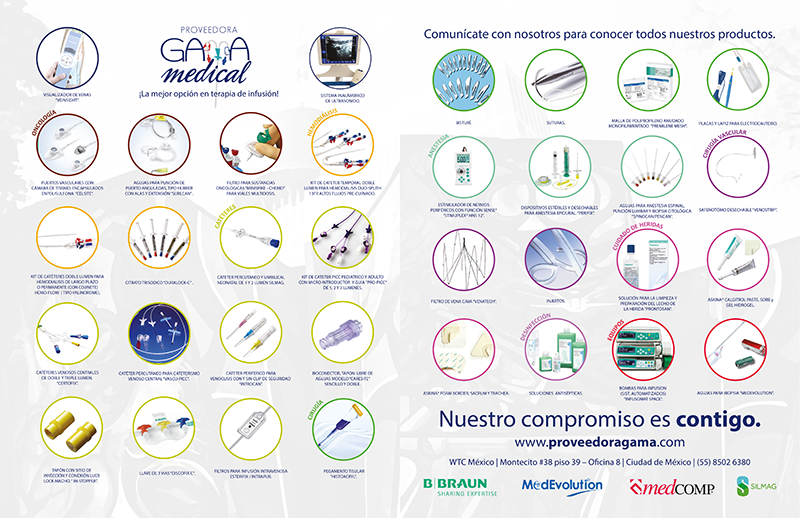 PROVEEDORA
GAMA
medical
¡La mejor opción en terapia de infusión!
VISUALIZADOR DE VENAS
"VEINSIGHT".
SISTEMA INALÁMBRICO
DE ULTRASONIDO.
ONCOLOGÍA
PUERTOS VASCULARES CON
CÁMARA DE TITANIO, ENCAPSULADOS
EN POLISULFONA "CELSITE".
AGUJAS PARA PUNCIÓN DE
PUERTO ANGULADAS, TIPO HUBER
CON ALAS Y EXTENSIÓN "SURECAN".
FILTRO PARA SUSTANCIAS
ONCOLÓGICAS "MINISPIKE - CHEMO"
PARA VIALES MULTIDOSIS.
HEMODIÁLISIS
KIT DE CATÉTER TEMPORAL DOBLE
LUMEN PARA HEMODIÁLISIS DUO-SPLITH
Y SFX ALTOS FLUJOS PRE-CURVADO.
KIT DE CATÉTERES DOBLE LUMEN PARA
HEMODIÁLISIS DE LARGO PLAZO
O PERMANENTE (CON COJINETE)
HEMO-FLOW (TIPO PALINDROME).
CITRATO TRISÓDICO "DURALOCK-C".
CATÉTERES
CATÉTER PERCUTÁNEO Y UMBILICAL
NEONATAL DE 1 Y 2 LUMEN SILMAG.
KIT DE CATÉTER PICC PEDIÁTRICO Y ADULTO
CON MICRO INTRODUCTOR Y GUÍA "PRO-PICC"
DE 1, 2 Y 3 LÚMENES.
CATÉTERES VENOSOS CENTRALES
DE DOBLE Y TRIPLE LUMEN
"CERTOFIX".
CATÉTER PERCUTÁNEO PARA CATETERISMO
VENOSO CENTRAL "VASCU-PICC".
CATÉTER PERIFÉRICO PARA
VENOCLISIS CON Y SIN CLIP DE SEGURIDAD
"INTROCAN".
BIOCONECTOR, TAPÓN LIBRE DE
AGUJAS MODELO "CARESITE"
SENCILLO Y DOBLE.
TAPÓN CON SITIO DE
INYECCIÓN Y CONEXIÓN LUER
LOCK MACHO, "IN-STOPPER".
LLAVE DE 3 VÍAS "DISCOFIX C".
FILTROS PARA INFUSIÓN INTRAVENOSA
ESTERIFIX / INTRAPUR.
CIRUGÍA
PEGAMENTO TISULAR
"HISTOACRYL".
Comunícate con nosotros para conocer todos nuestros productos.
BISTURÍ.
SUTURAS.
MALLA DE POLIPROPILENO RASGADO
MONOFILAMENTADO "PREMILENE MESH".
PLACAS Y LÁPIZ PARA ELECTROCAUTERIO.
ANESTESIA
ESTIMULADOR DE NERVIOS
PERIFÉRICOS CON FUNCIÓN SENSE"
"STIMUPLEX" HNS 12".
DISPOSITIVOS ESTÉRILES Y DESECHABLES
PARA ANESTESIA EPIDURAL. "PERIFIX".
AGUJAS PARA ANESTESIA ESPINAL,
PUNCIÓN LUMBAR Y BIOPSIA CITOLÓGICA
"SPINOCAN/PENCAN".
CIRUGÍA VASCULAR
SAFENOTOMO DESECHABLE "VENOSTRIP".
FILTRO DE VENA CAVA "VENATECH".
INJERTOS.
CUIDADO DE HERIDAS
SOLUCIÓN PARA LA LIMPIEZA Y
PREPARACIÓN DEL LECHO DE
LA HERIDA "PRONTOSAN".
ASKINA® CALGITROL PASTE, SORB y
GEL HIDROGEL.
ASKINA® FOAM BORDER, SACRUM Y TRACHEA.
DESINFECCIÓN
SOLUCIONES ANTISÉPTICAS.
EQUIPOS
BOMBAS PARA INFUSIÓN
(SIST. AUTOMATIZADOS)
"INFUSOMAT SPACE".
AGUJAS PARA BIOPSIA "MEDEVOLUTION".
Nuestro compromiso es contigo.
www.proveedoragama.com
WTC México | Montecito #38 piso 39 – Oficina 8 | Ciudad de México | (55) 8502 6380
B|BRAUN
SHARING EXPERTISE
MedEvolution
medCOMP
SILMAG